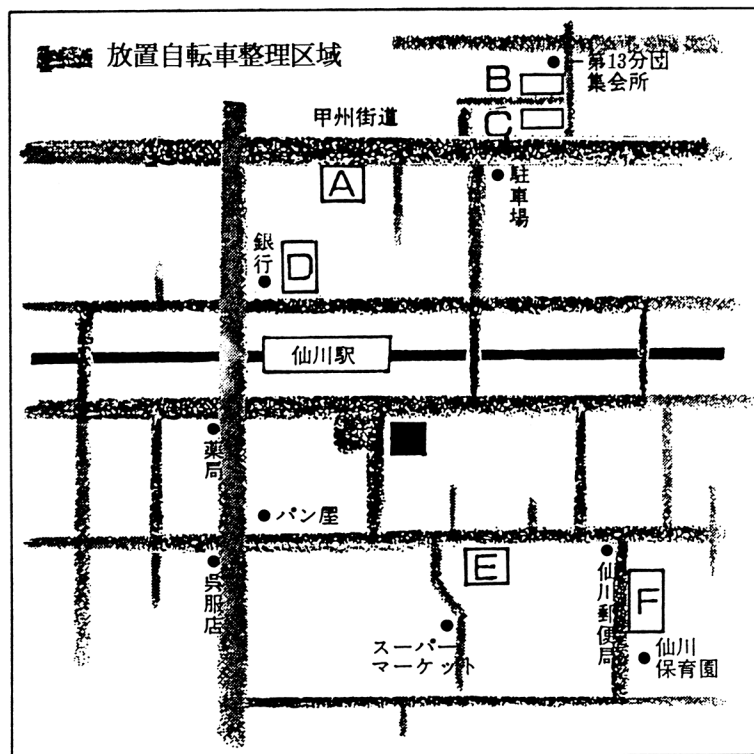 放置自転車整理区域
第13分団
集会所
B
C
甲州街道
A
駐車場
銀行
D
仙川駅
薬局
パン屋
呉服店
E
仙川郵便局
F
スーパー
マーケット
仙川
保育園